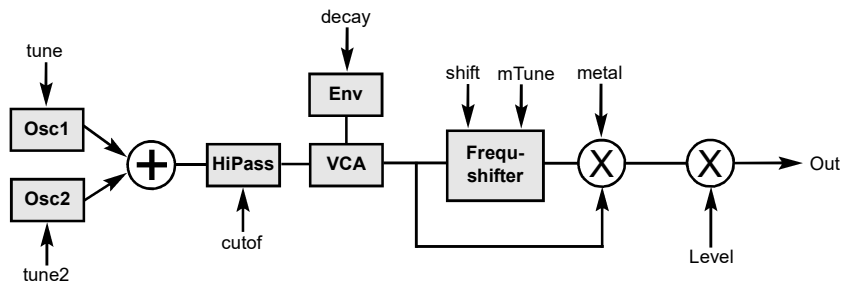 decay
tune
shift
mTune
metal
Env
Osc1
HiPass
VCA
Frequ-
shifter
X
X
Out
Osc2
cutof
Level
tune2